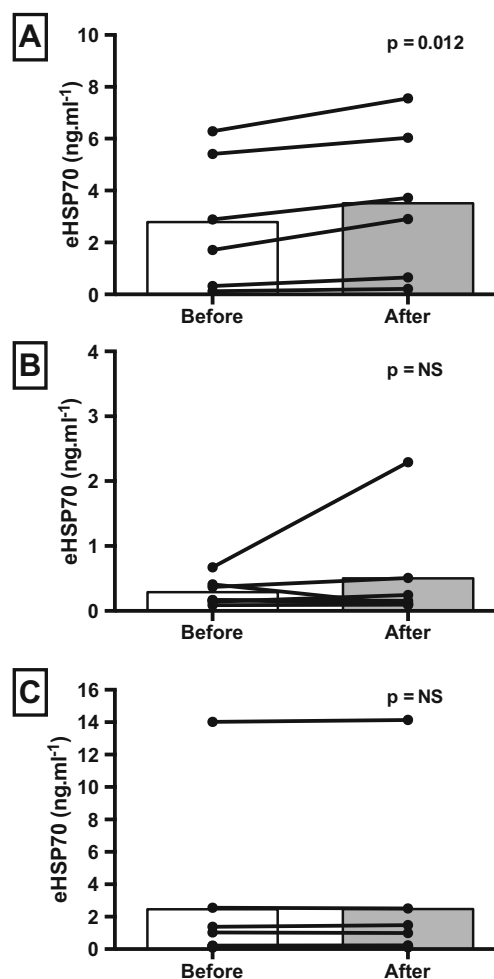 A
p = 0.012
eHSP70 (ng.ml⁻¹)
10
8
6
4
2
0
Before
After
B
p = NS
eHSP70 (ng.ml⁻¹)
4
3
2
1
0
Before
After
C
p = NS
eHSP70 (ng.ml⁻¹)
16
14
12
10
8
6
4
2
0
Before
After